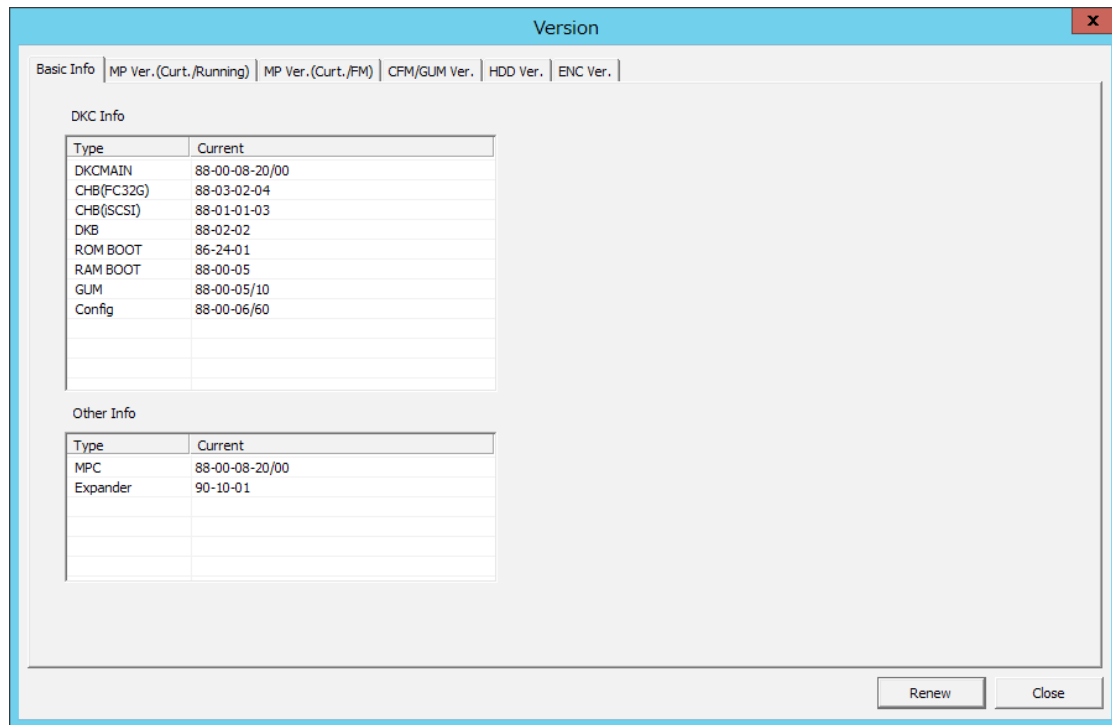 Version
x
Basic Info MP Ver.(Curt./Running) MP Ver.(Curt./FM) CFM/GUM Ver. HDD Ver. ENC Ver.
DKC Info
Type Current
DKCMAIN 88-00-08-20/00
CHB(FC32G) 88-03-02-04
CHB(iSCSI) 88-01-01-03
DKB 88-02-02
ROM BOOT 86-24-01
RAM BOOT 88-00-05
GUM 88-00-05/10
Config 88-00-06/60
Other Info
Type Current
MPC 88-00-08-20/00
Expander 90-10-01
Renew Close